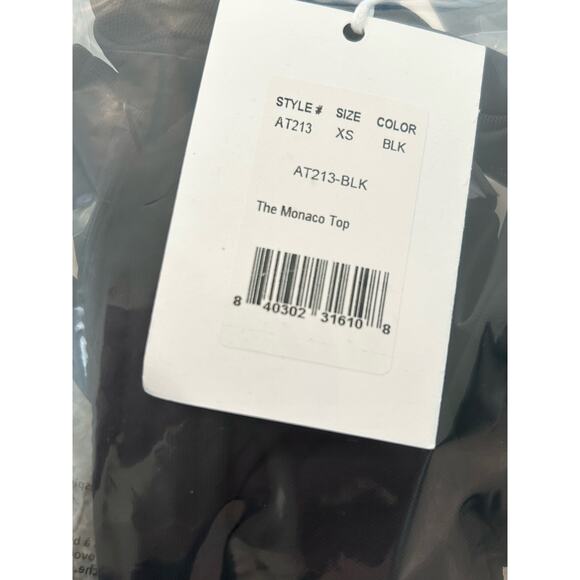 STYLE # SIZE COLOR
AT213 XS BLK
AT213-BLK
The Monaco Top
8 40302 31610 8